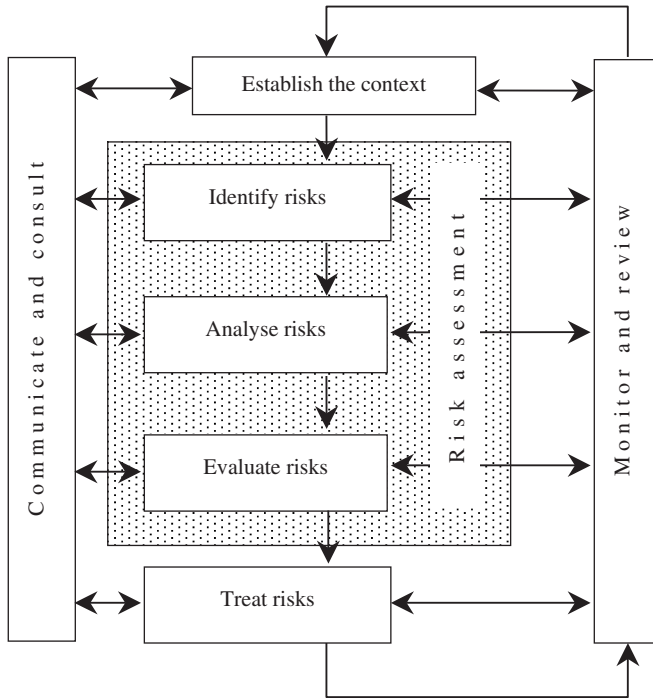 Establish the context
Communicate and consult
Identify risks
Analyse risks
Evaluate risks
Risk assessment
Monitor and review
Treat risks